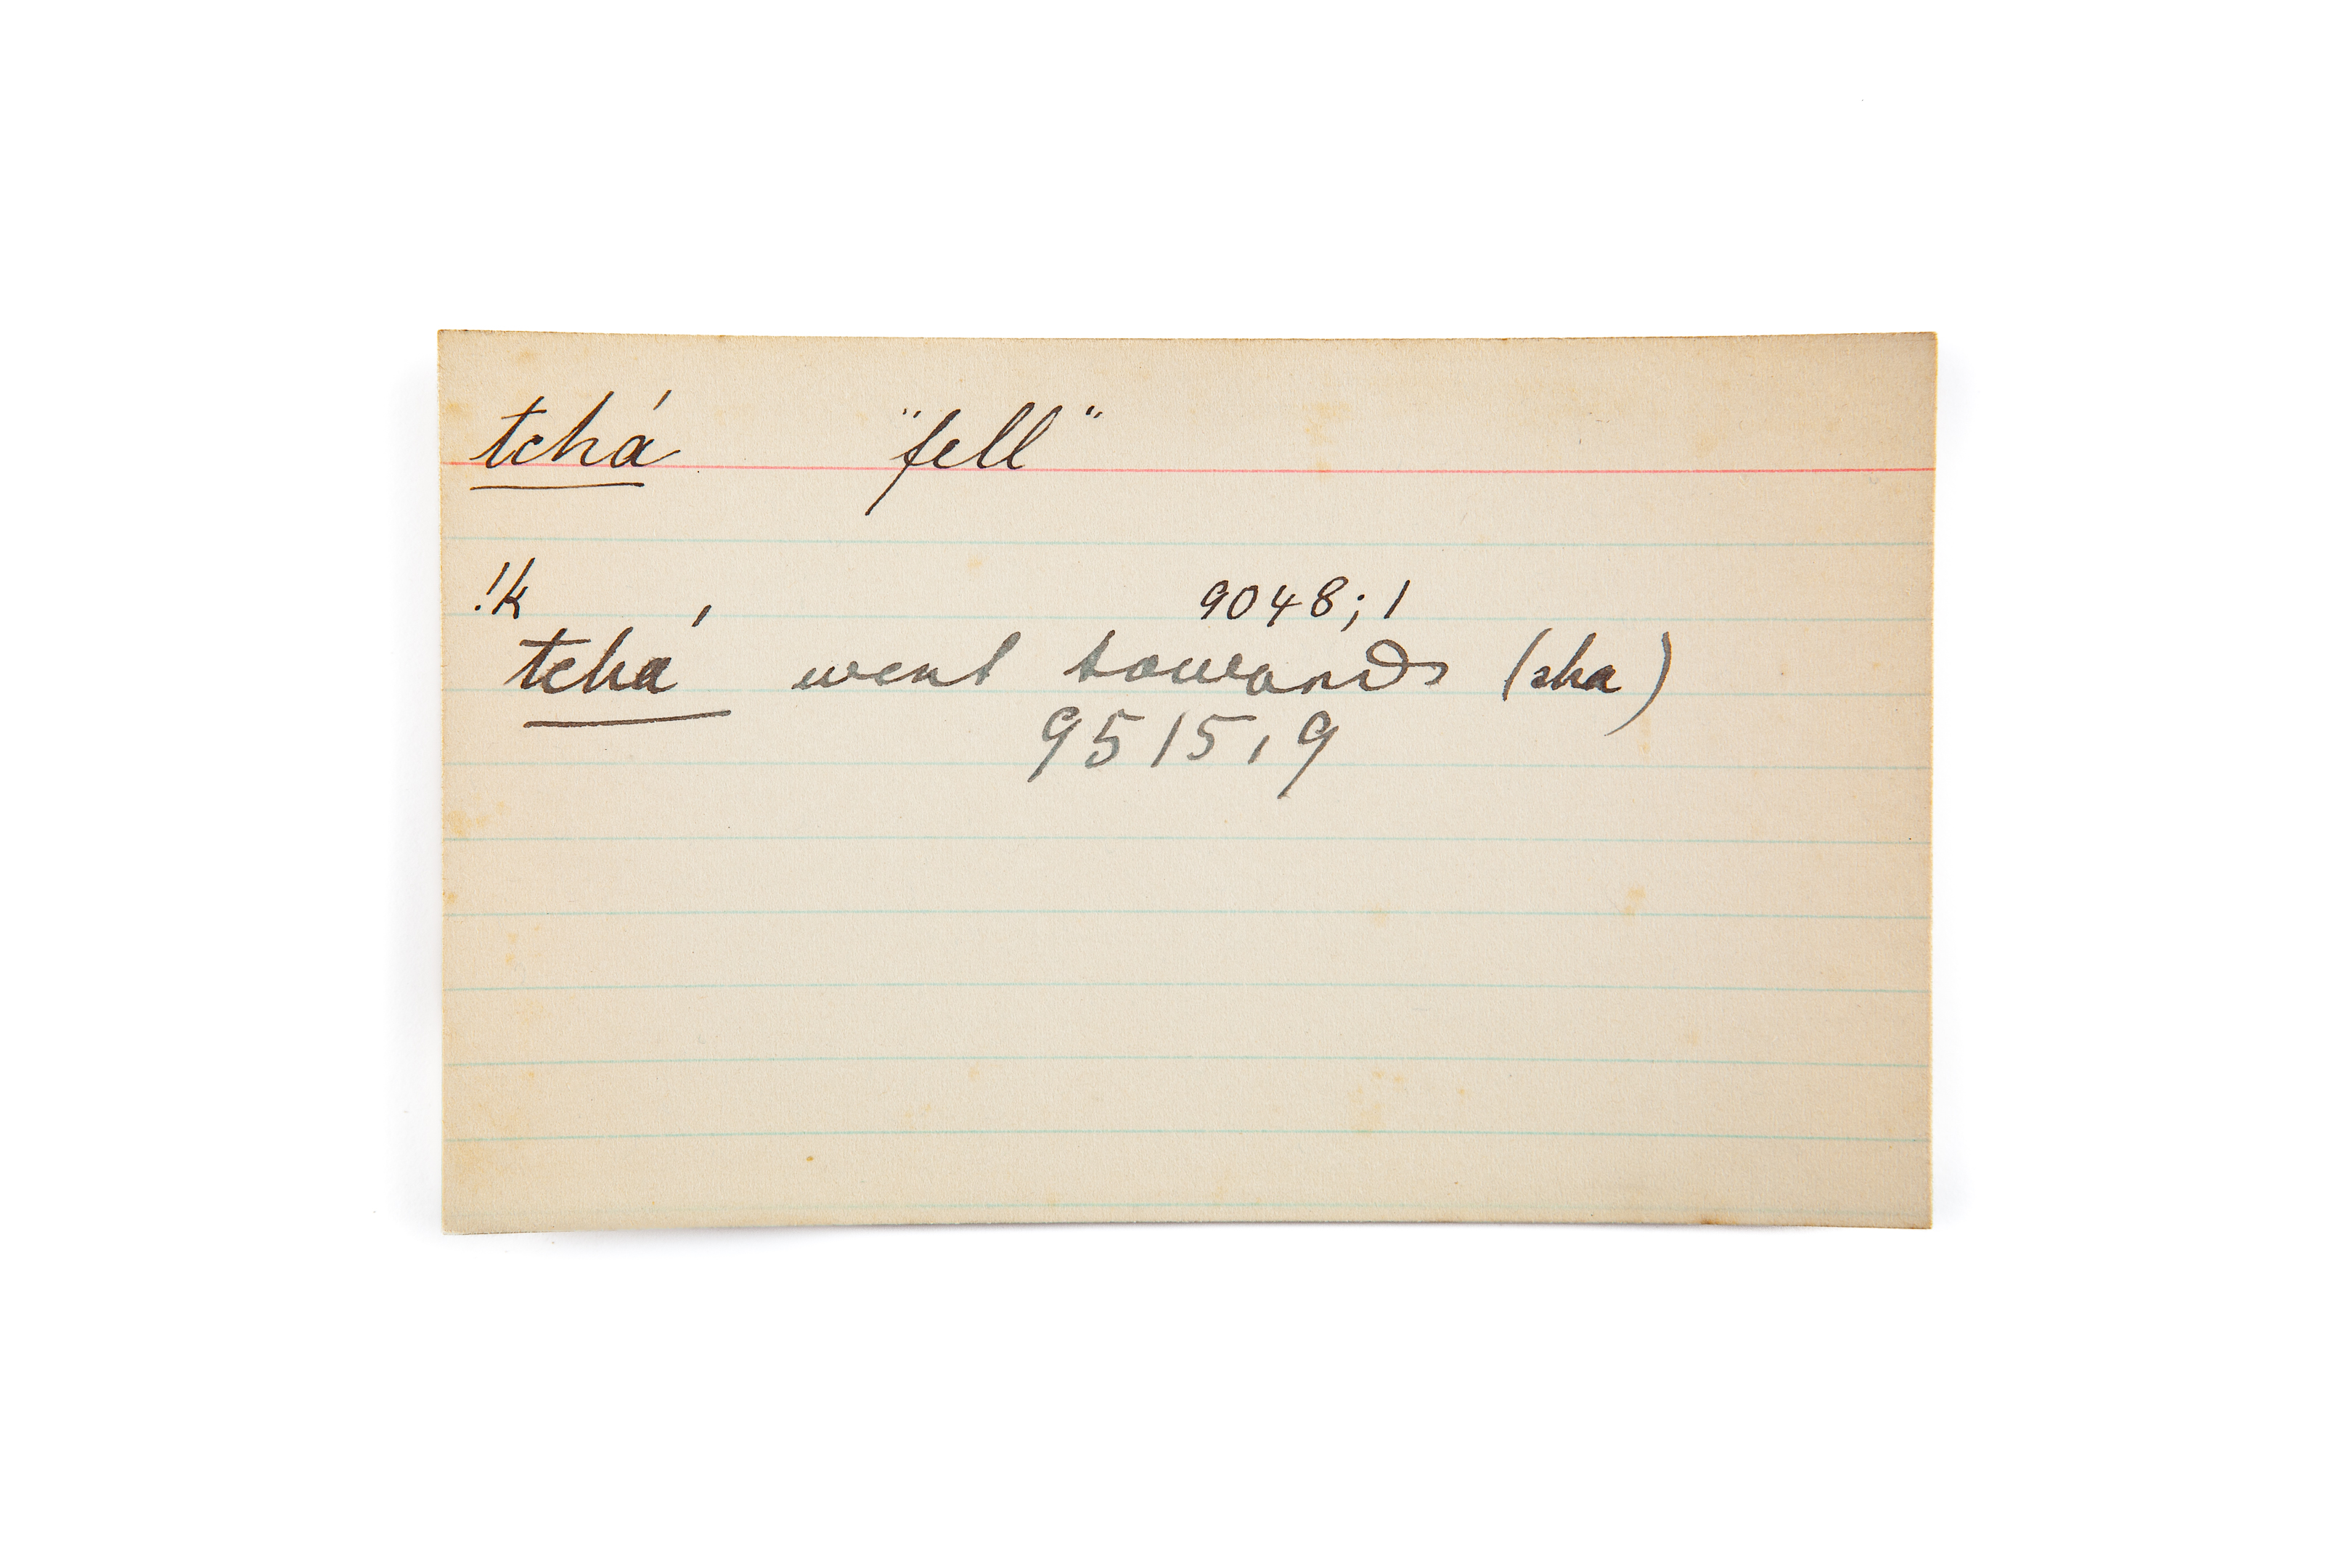 tchá "fell"
!k 9048; 1
tchá went towards (sha)
9515, 9